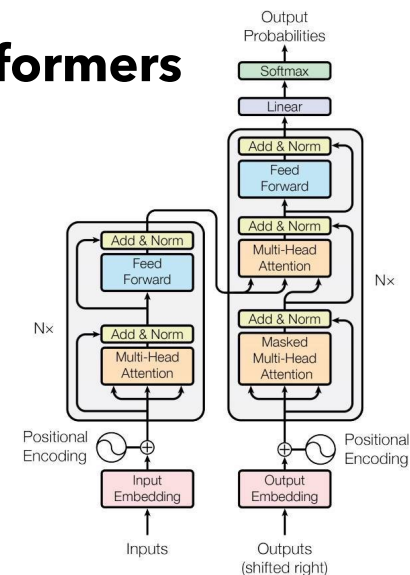 formers
Output
Probabilities
Softmax
Linear
Add & Norm
Feed
Forward
Add & Norm
Multi-Head
Attention
Add & Norm
Masked
Multi-Head
Attention
Nx
Positional
Encoding
Output
Embedding
Outputs
(shifted right)
Add & Norm
Feed
Forward
Add & Norm
Multi-Head
Attention
Nx
Positional
Encoding
Input
Embedding
Inputs